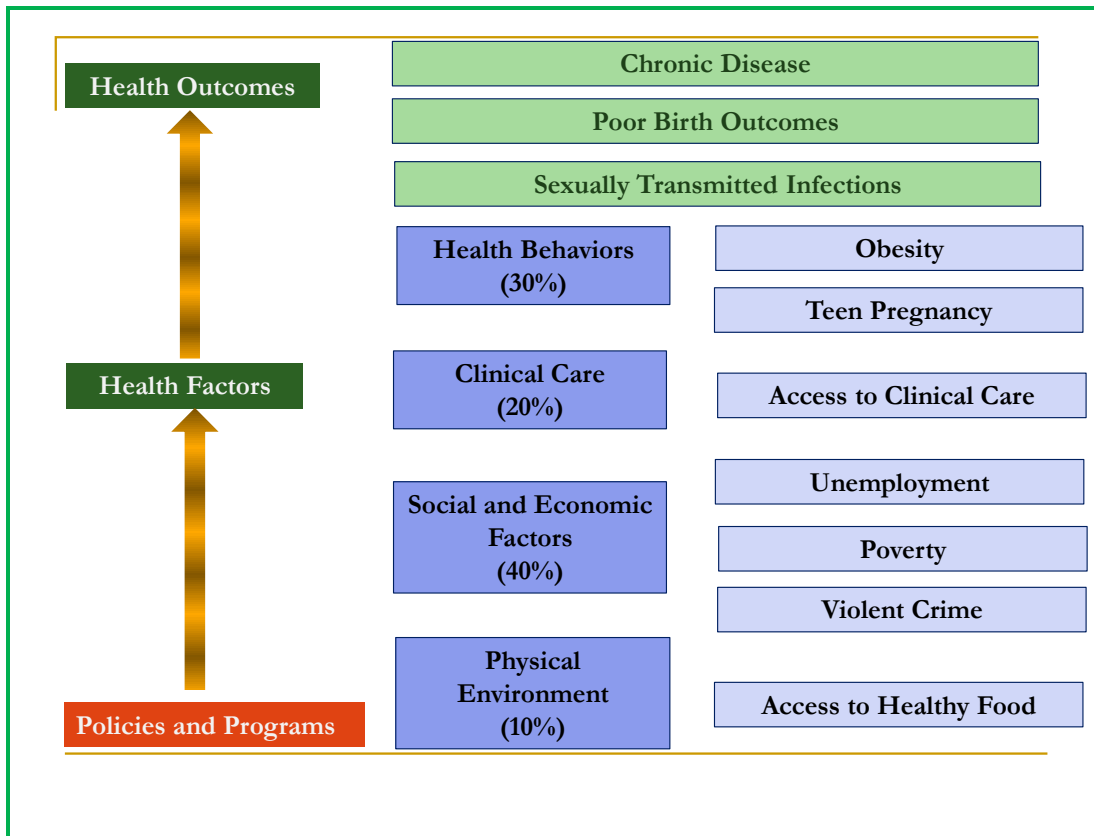 Health Outcomes
Chronic Disease
Poor Birth Outcomes
Sexually Transmitted Infections
Health Behaviors
(30%)
Obesity
Teen Pregnancy
Health Factors
Clinical Care
(20%)
Access to Clinical Care
Social and Economic
Factors
(40%)
Unemployment
Poverty
Violent Crime
Policies and Programs
Physical
Environment
(10%)
Access to Healthy Food